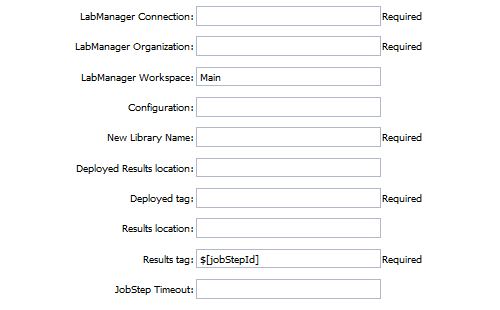 LabManager Connection: Required
LabManager Organization: Required
LabManager Workspace: Main
Configuration:
New Library Name: Required
Deployed Results location:
Deployed tag: Required
Results location:
Results tag: $[jobStepId] Required
JobStep Timeout: